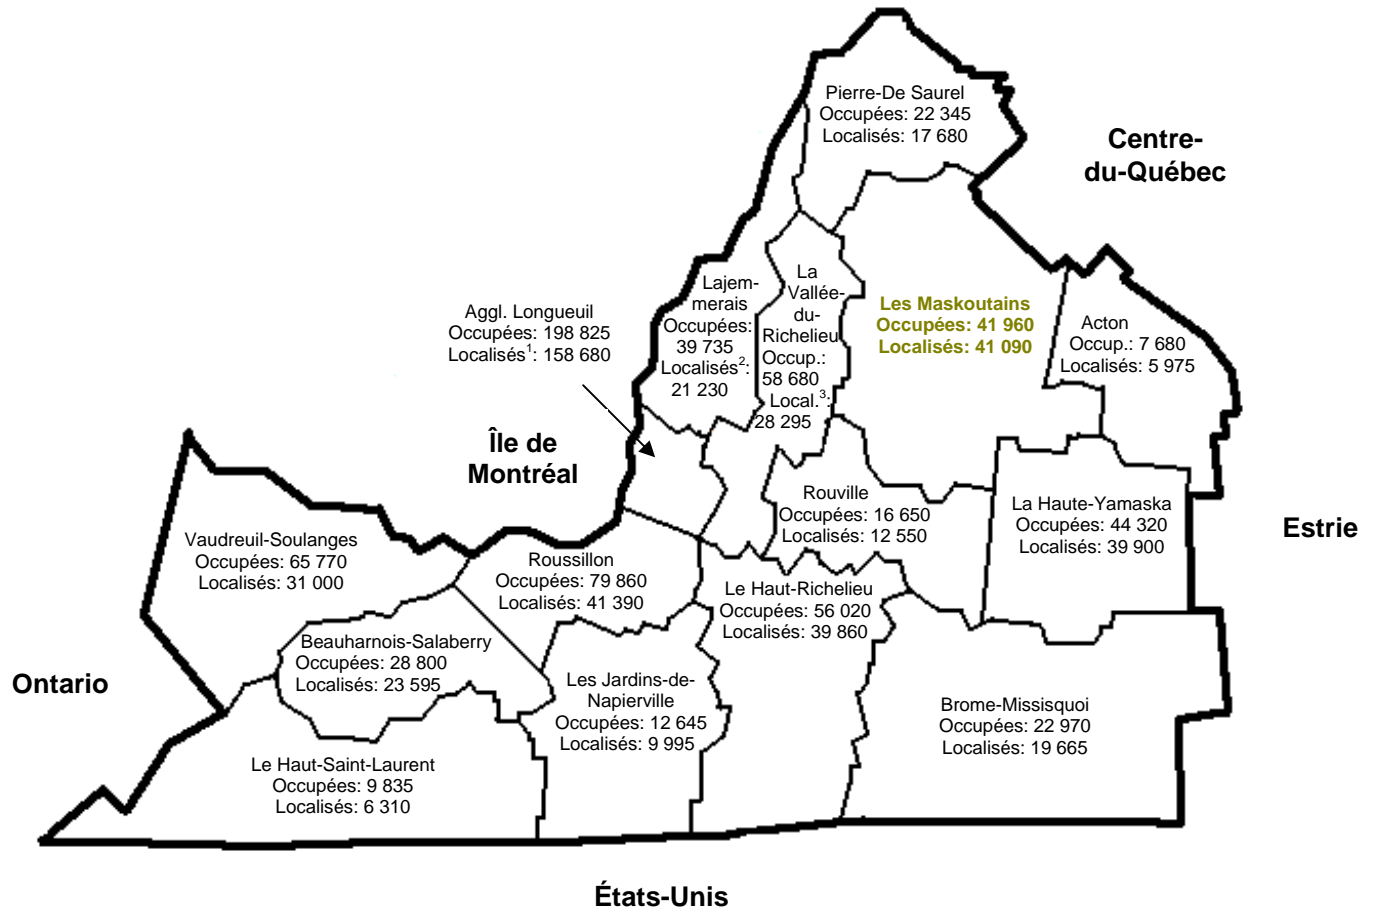 Pierre-De Saurel
Occupées: 22 345
Localisés: 17 680
Centre-
du-Québec
Lajem-
merais
Occupées:
39 735
Localisés²:
21 230
La
Vallée-
du-
Richelieu
Occup.:
58 680
Local.³:
28 295
Les Maskoutains
Occupées: 41 960
Localisés: 41 090
Acton
Occup.: 7 680
Localisés: 5 975
Aggl. Longueuil
Occupées: 198 825
Localisés¹: 158 680
Île de
Montréal
Rouville
Occupées: 16 650
Localisés: 12 550
La Haute-Yamaska
Occupées: 44 320
Localisés: 39 900
Estrie
Vaudreuil-Soulanges
Occupées: 65 770
Localisés: 31 000
Roussillon
Occupées: 79 860
Localisés: 41 390
Le Haut-Richelieu
Occupées: 56 020
Localisés: 39 860
Beauharnois-Salaberry
Occupées: 28 800
Localisés: 23 595
Ontario
Les Jardins-de-
Napierville
Occupées: 12 645
Localisés: 9 995
Brome-Missisquoi
Occupées: 22 970
Localisés: 19 665
Le Haut-Saint-Laurent
Occupées: 9 835
Localisés: 6 310
États-Unis